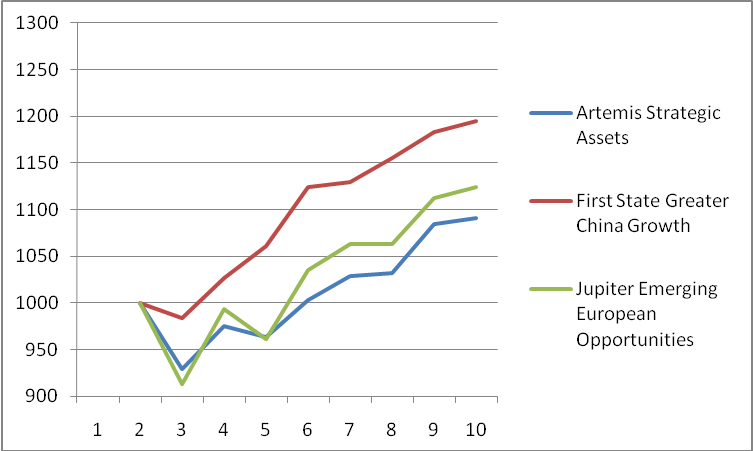 1300
1250
1200
1150
1100
1050
1000
950
900
1 2 3 4 5 6 7 8 9 10
Artemis Strategic
Assets
First State Greater
China Growth
Jupiter Emerging
European
Opportunities